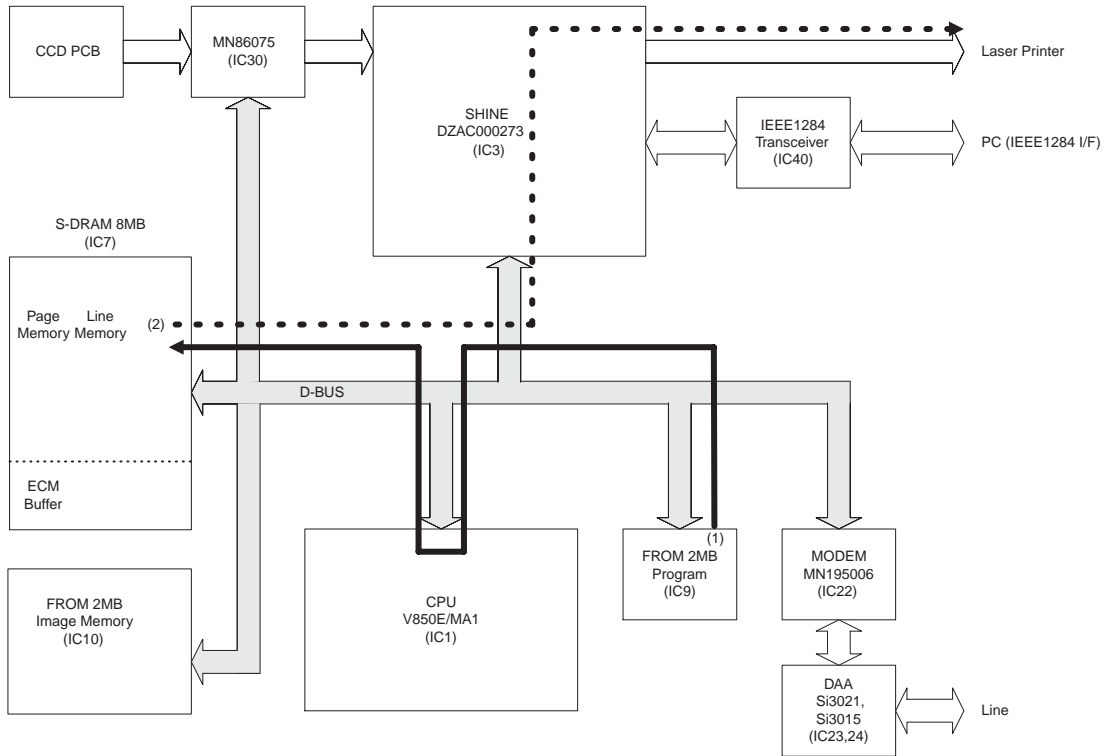 CCD PCB
MN86075
(IC30)
SHINE
DZAC000273
(IC3)
Laser Printer
IEEE1284
Transceiver
(IC40)
PC (IEEE1284 I/F)
S-DRAM 8MB
(IC7)
Page Line
Memory Memory
(2)
D-BUS
ECM
Buffer
FROM 2MB
Image Memory
(IC10)
CPU
V850E/MA1
(IC1)
(1)
FROM 2MB
Program
(IC9)
MODEM
MN195006
(IC22)
DAA
Si3021,
Si3015
(IC23,24)
Line